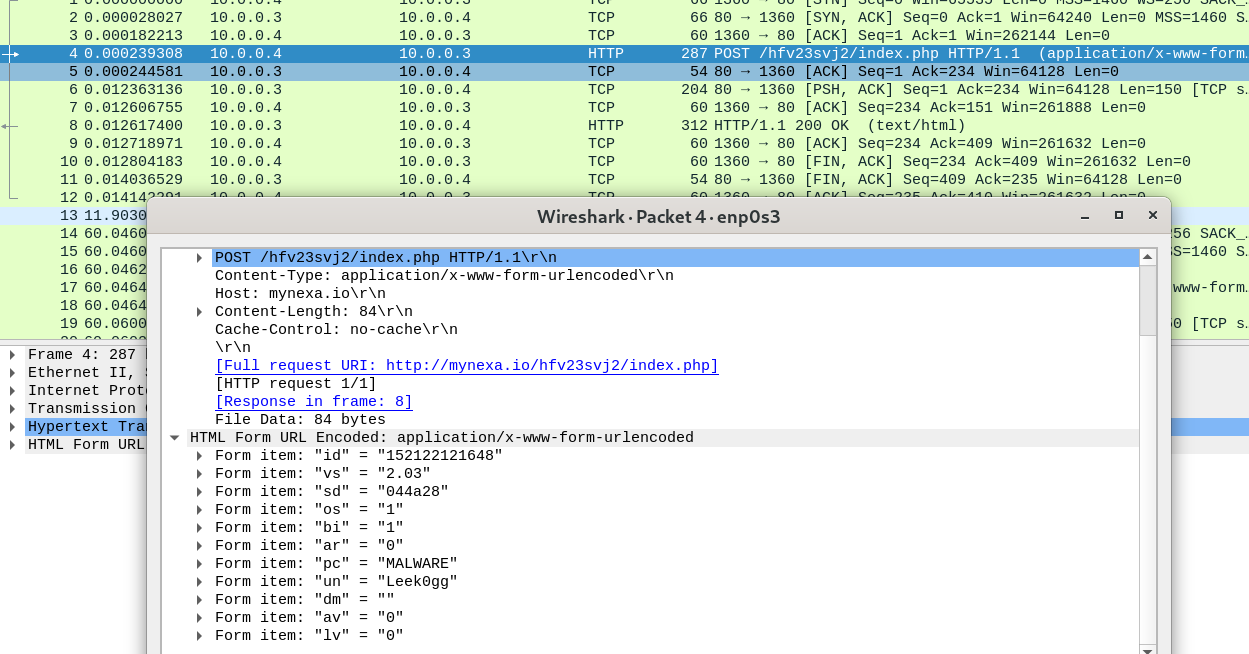 2 0.000028027 10.0.0.3 10.0.0.4 TCP 66 80 → 1360 [SYN, ACK] Seq=0 Ack=1 Win=64240 Len=0 MSS=1460 S…
3 0.000182213 10.0.0.4 10.0.0.3 TCP 60 1360 → 80 [ACK] Seq=1 Ack=1 Win=262144 Len=0
4 0.000239308 10.0.0.4 10.0.0.3 HTTP 287 POST /hfv23svj2/index.php HTTP/1.1 (application/x-www-form…
5 0.000244581 10.0.0.3 10.0.0.4 TCP 54 80 → 1360 [ACK] Seq=1 Ack=234 Win=64128 Len=0
6 0.012363136 10.0.0.3 10.0.0.4 TCP 204 80 → 1360 [PSH, ACK] Seq=1 Ack=234 Win=64128 Len=150 [TCP s…
7 0.012606755 10.0.0.4 10.0.0.3 TCP 60 1360 → 80 [ACK] Seq=234 Ack=151 Win=261888 Len=0
8 0.012617400 10.0.0.3 10.0.0.4 HTTP 312 HTTP/1.1 200 OK (text/html)
9 0.012718971 10.0.0.4 10.0.0.3 TCP 60 1360 → 80 [ACK] Seq=234 Ack=409 Win=261632 Len=0
10 0.012804183 10.0.0.4 10.0.0.3 TCP 60 1360 → 80 [FIN, ACK] Seq=234 Ack=409 Win=261632 Len=0
11 0.014036529 10.0.0.3 10.0.0.4 TCP 54 80 → 1360 [FIN, ACK] Seq=409 Ack=235 Win=64128 Len=0
12 0.014142291 10.0.0.4 10.0.0.3 TCP 60 1360 → 80 [ACK] Seq=235 Ack=410 Win=261632 Len=0
13 11.9030
14 60.0460 256 SACK_…
15 60.0460 SS=1460 S…
16 60.0462
17 60.0464 www-form…
18 60.0464
19 60.0600 50 [TCP s…
Wireshark · Packet 4 · enp0s3
POST /hfv23svj2/index.php HTTP/1.1\r\n
Content-Type: application/x-www-form-urlencoded\r\n
Host: mynexa.io\r\n
Content-Length: 84\r\n
Cache-Control: no-cache\r\n
\r\n
[Full request URI: http://mynexa.io/hfv23svj2/index.php]
[HTTP request 1/1]
[Response in frame: 8]
File Data: 84 bytes
HTML Form URL Encoded: application/x-www-form-urlencoded
Form item: "id" = "152122121648"
Form item: "vs" = "2.03"
Form item: "sd" = "044a28"
Form item: "os" = "1"
Form item: "bi" = "1"
Form item: "ar" = "0"
Form item: "pc" = "MALWARE"
Form item: "un" = "Leek0gg"
Form item: "dm" = ""
Form item: "av" = "0"
Form item: "lv" = "0"
Frame 4: 287
Ethernet II,
Internet Proto
Transmission
Hypertext Tra
HTML Form URL